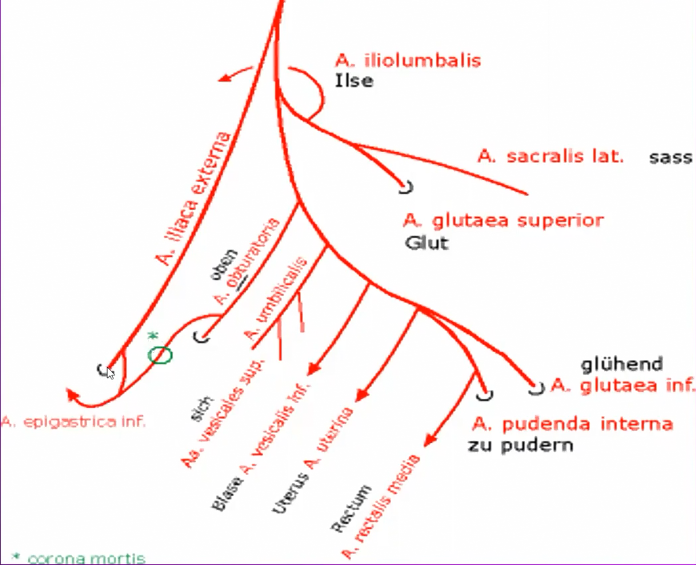 A. iliolumbalis
Ilse
A. iliaca externa
A. sacralis lat. sass
A. glutaea superior
Glut
oben
A. obturatoria
A. umbilicalis
glühend
A. glutaea inf.
A. epigastrica inf.
sich
Aa. vesicales sup.
Blase A. vesicalis inf.
Uterus A. uterina
Rectum
A. rectalis media
A. pudenda interna
zu pudern
*
* corona mortis